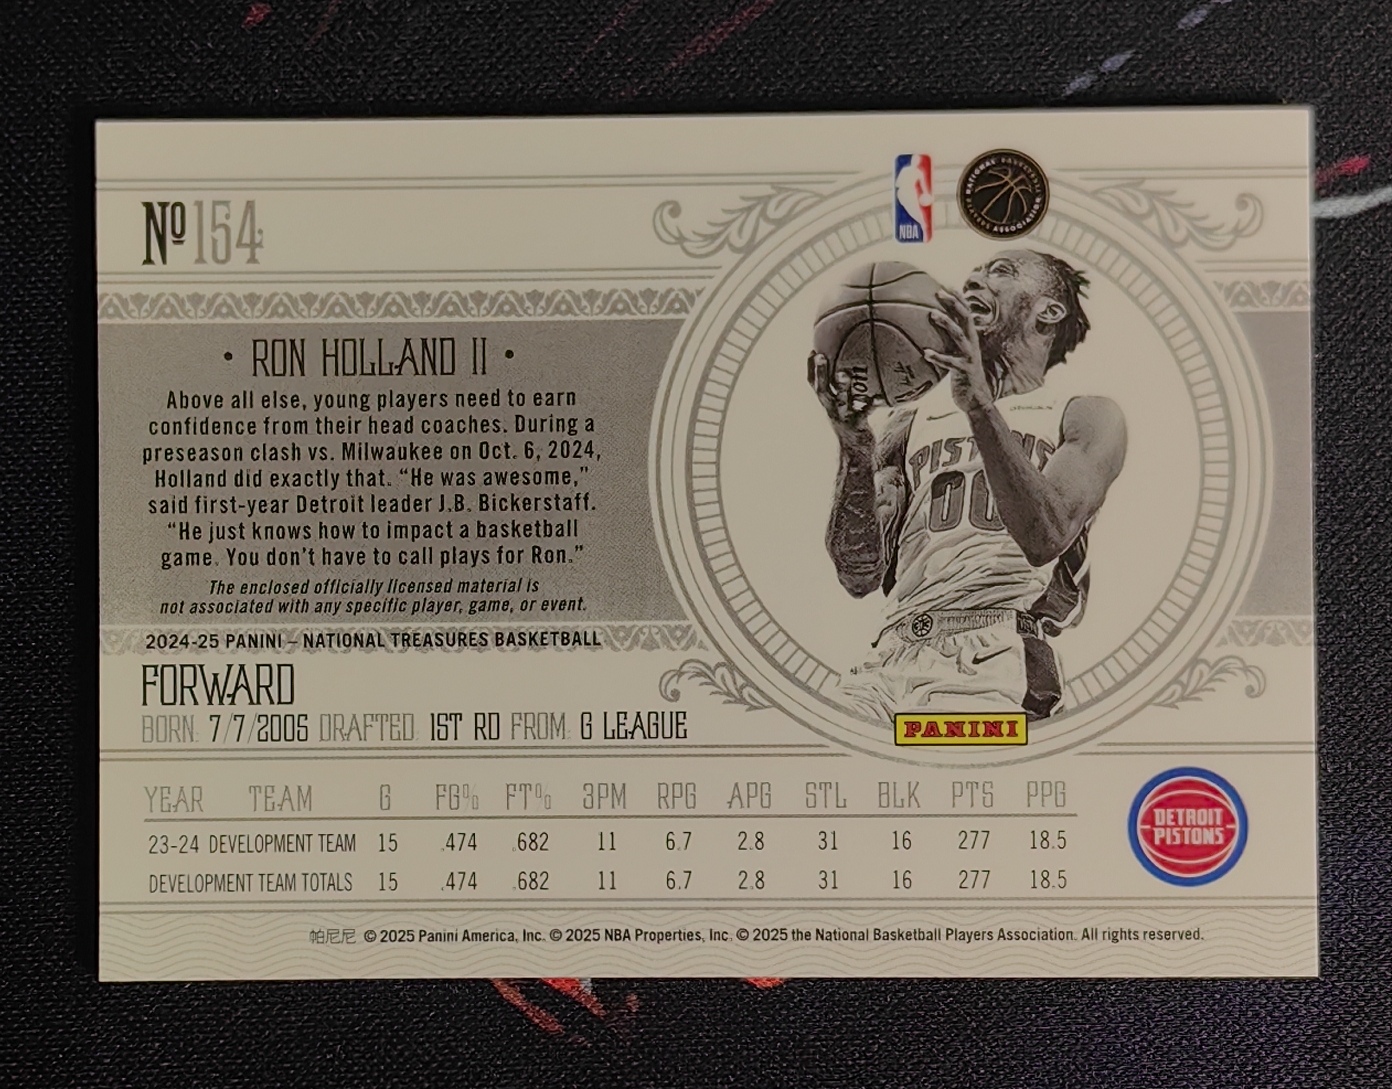 Nº154
NBA
NATIONAL BASKETBALL PLAYERS ASSOCIATION
• RON HOLLAND II •
Above all else, young players need to earn
confidence from their head coaches. During a
preseason clash vs. Milwaukee on Oct. 6, 2024,
Holland did exactly that. “He was awesome,”
said first-year Detroit leader J.B. Bickerstaff.
“He just knows how to impact a basketball
game. You don’t have to call plays for Ron.”
The enclosed officially licensed material is
not associated with any specific player, game, or event.
2024-25 PANINI – NATIONAL TREASURES BASKETBALL
PISTONS
00
FORWARD
BORN: 7/7/2005 DRAFTED: 1ST RD FROM: G LEAGUE
PANINI
YEAR TEAM G FG% FT% 3PM RPG APG STL BLK PTS PPG
23-24 DEVELOPMENT TEAM 15 .474 .682 11 6.7 2.8 31 16 277 18.5
DEVELOPMENT TEAM TOTALS 15 .474 .682 11 6.7 2.8 31 16 277 18.5
DETROIT
PISTONS
帕尼尼 © 2025 Panini America, Inc. © 2025 NBA Properties, Inc. © 2025 the National Basketball Players Association. All rights reserved.